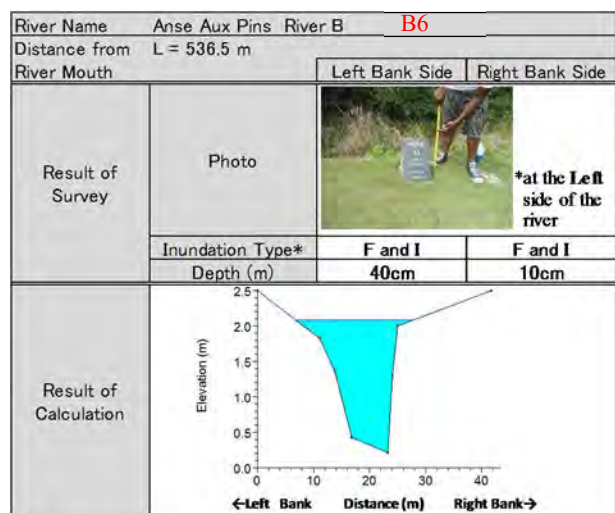 River Name Anse Aux Pins River B B6
Distance from River Mouth L = 536.5 m
Left Bank Side Right Bank Side
Result of Survey
Photo
*at the Left
side of the
river
Inundation Type* F and I F and I
Depth (m) 40cm 10cm
Result of Calculation
Elevation (m)
2.5
2.0
1.5
1.0
0.5
0.0
0 10 20 30 40
←Left Bank Distance (m) Right Bank→